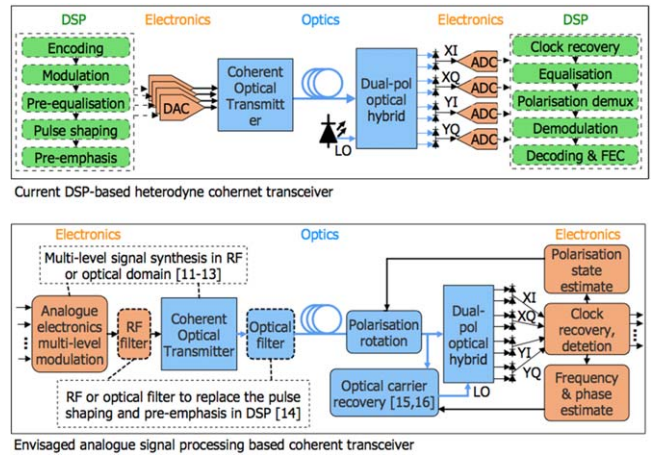 DSP
Electronics
Optics
Electronics
DSP
Encoding
Modulation
Pre-equalisation
Pulse shaping
Pre-emphasis
DAC
Coherent
Optical
Transmitt
er
LO
Dual-pol
optical
hybrid
XI
XQ
YI
YQ
ADC
ADC
ADC
ADC
Clock recovery
Equalisation
Polarisation demux
Demodulation
Decoding & FEC
Current DSP-based heterodyne cohernet transceiver
Electronics
Optics
Electronics
Multi-level signal synthesis in RF
or optical domain [11-13]
Analogue
electronics
multi-level
modulation
RF
filter
Coherent
Optical
Transmitter
Optical
filter
RF or optical filter to replace the pulse
shaping and pre-emphasis in DSP [14]
Polarisation
rotation
Optical carrier
recovery [15,16]
LO
Dual-
pol
optical
hybrid
XI
XQ
YI
YQ
Polarisation
state
estimate
Clock
recovery,
detetion
Frequency
& phase
estimate
Envisaged analogue signal processing based coherent transceiver